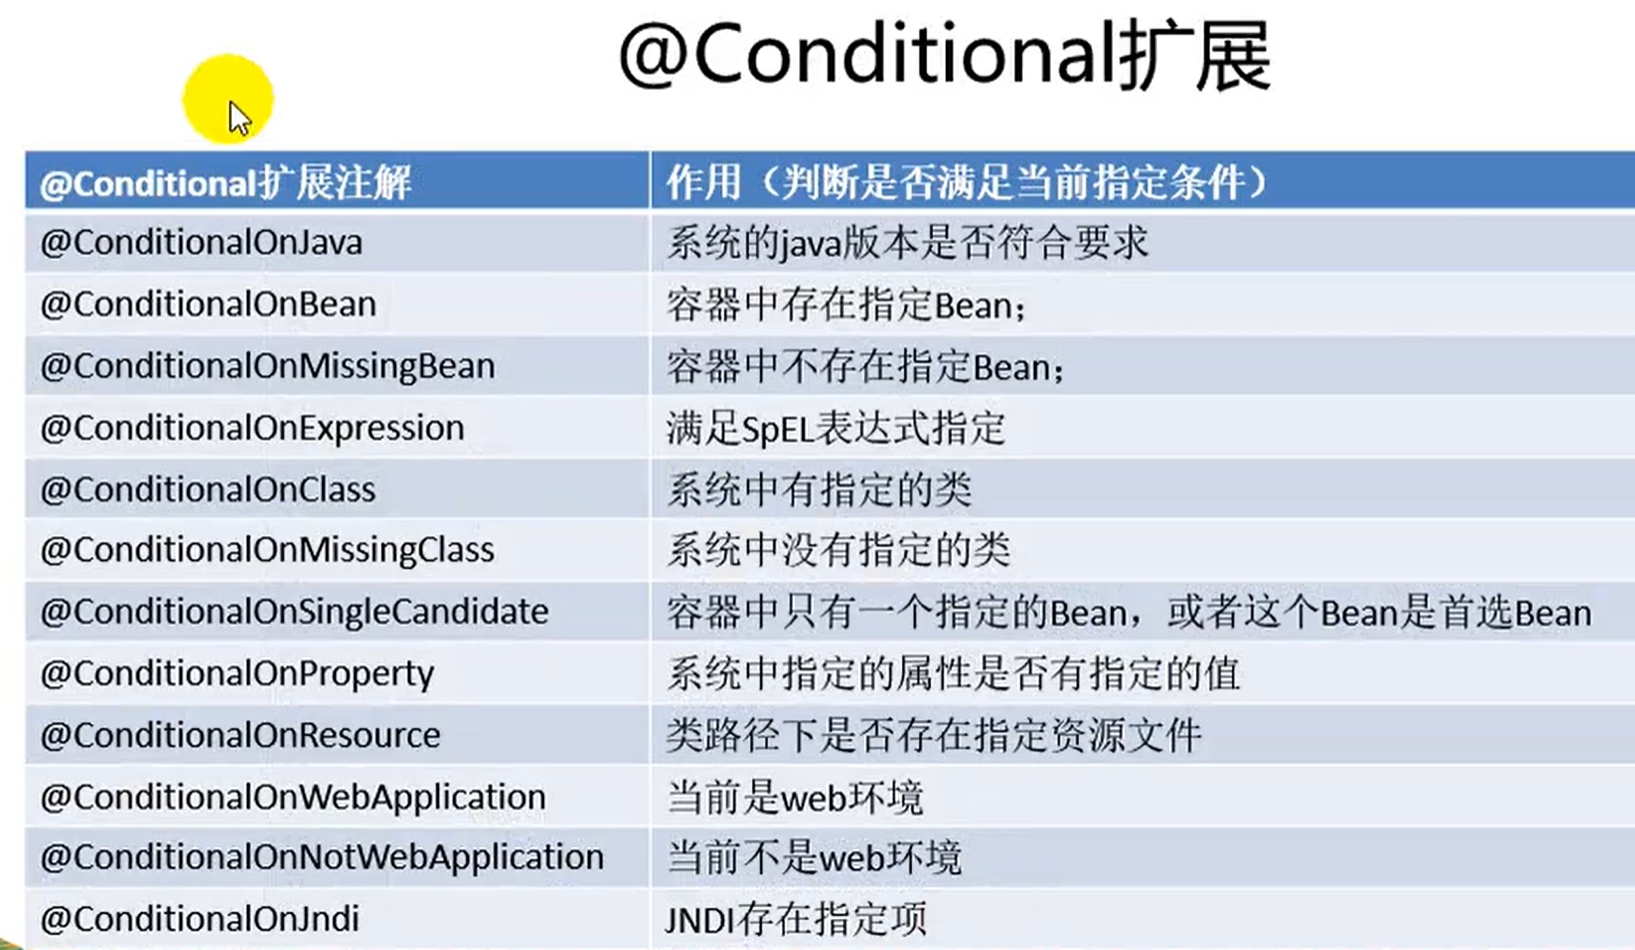 @Conditional扩展
@Conditional扩展注解 作用（判断是否满足当前指定条件）
@ConditionalOnJava 系统的java版本是否符合要求
@ConditionalOnBean 容器中存在指定Bean；
@ConditionalOnMissingBean 容器中不存在指定Bean；
@ConditionalOnExpression 满足SpEL表达式指定
@ConditionalOnClass 系统中有指定的类
@ConditionalOnMissingClass 系统中没有指定的类
@ConditionalOnSingleCandidate 容器中只有一个指定的Bean，或者这个Bean是首选Bean
@ConditionalOnProperty 系统中指定的属性是否有指定的值
@ConditionalOnResource 类路径下是否存在指定资源文件
@ConditionalOnWebApplication 当前是web环境
@ConditionalOnNotWebApplication 当前不是web环境
@ConditionalOnJndi JNDI存在指定项